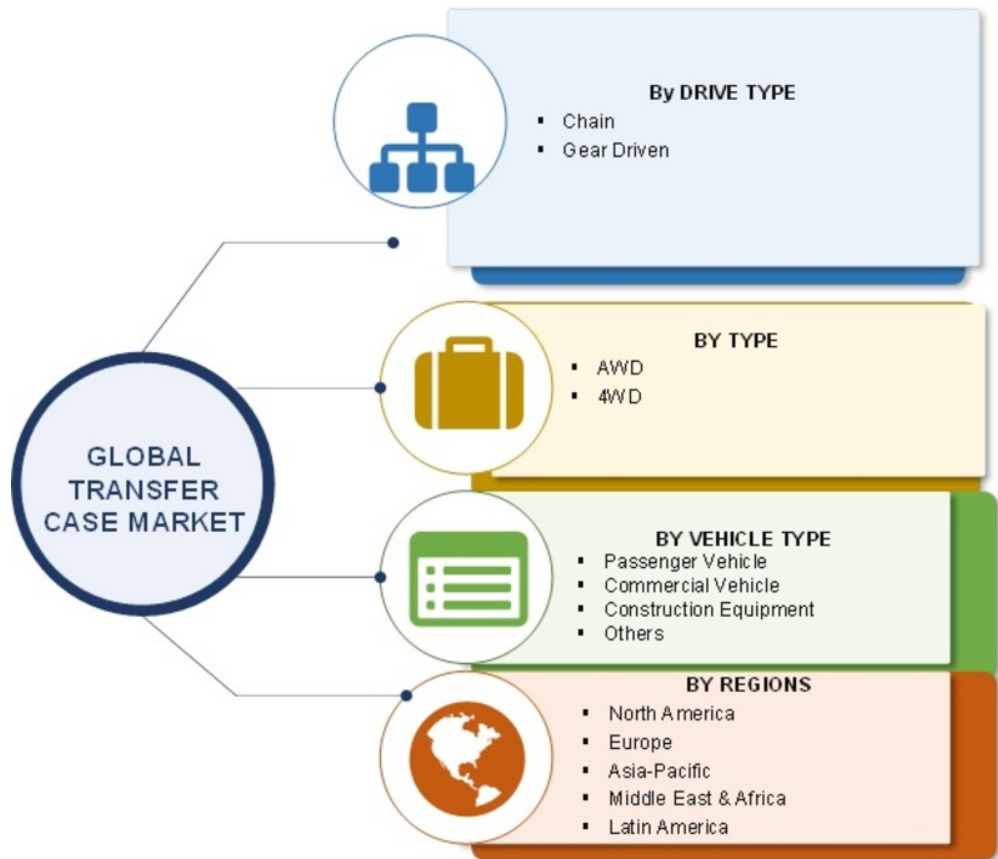 By DRIVE TYPE
▪ Chain
▪ Gear Driven
BY TYPE
▪ AWD
▪ 4WD
GLOBAL
TRANSFER
CASE MARKET
BY VEHICLE TYPE
▪ Passenger Vehicle
▪ Commercial Vehicle
▪ Construction Equipment
▪ Others
BY REGIONS
▪ North America
▪ Europe
▪ Asia-Pacific
▪ Middle East & Africa
▪ Latin America